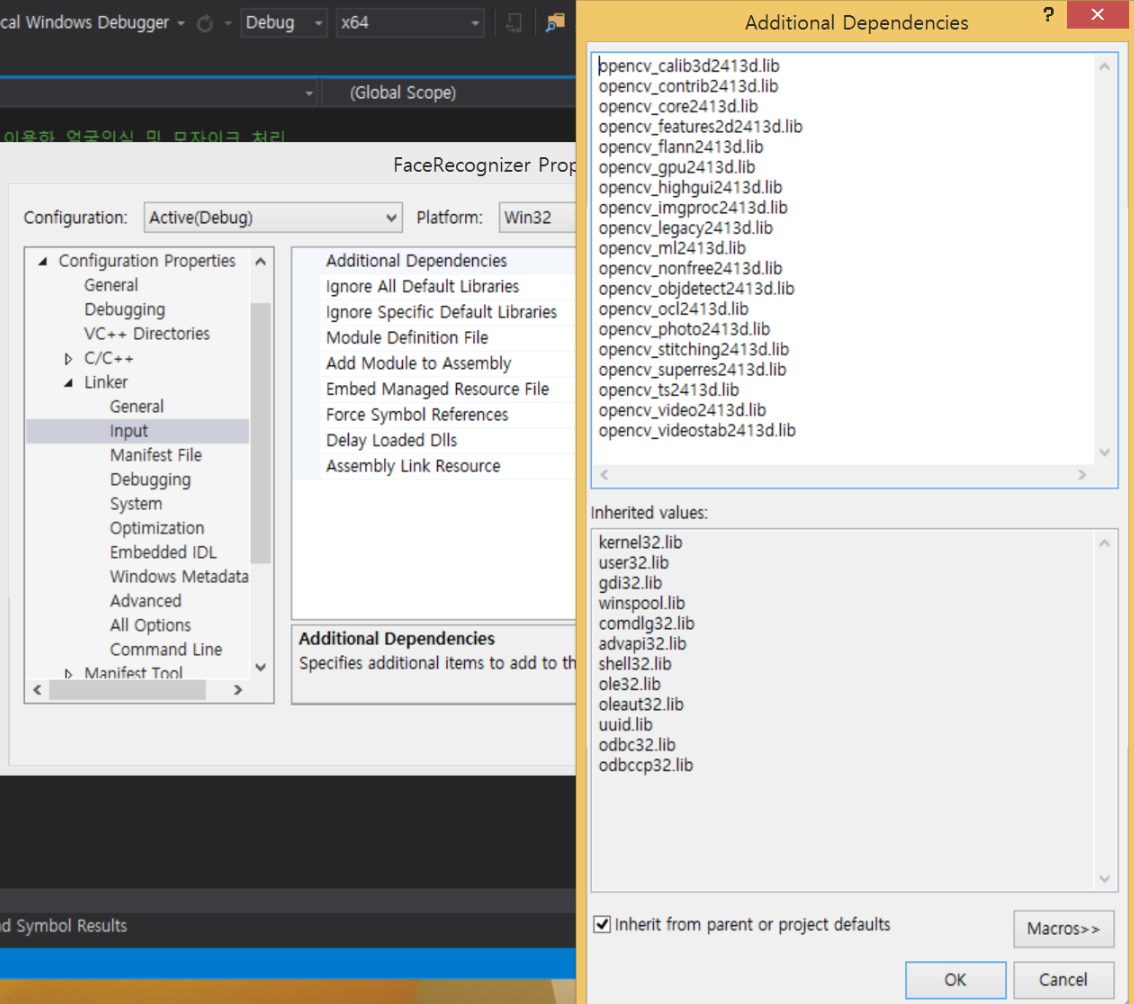 cal Windows Debugger
Debug
x64
(Global Scope)
이용한 얼굴인식 및 모자이크 처리
FaceRecognizer Prop
Configuration:
Active(Debug)
Platform:
Win32
Configuration Properties
General
Debugging
VC++ Directories
C/C++
Linker
General
Input
Manifest File
Debugging
System
Optimization
Embedded IDL
Windows Metadata
Advanced
All Options
Command Line
Manifest Tool
Additional Dependencies
Ignore All Default Libraries
Ignore Specific Default Libraries
Module Definition File
Add Module to Assembly
Embed Managed Resource File
Force Symbol References
Delay Loaded Dlls
Assembly Link Resource
Additional Dependencies
Specifies additional items to add to th
nd Symbol Results
Additional Dependencies
?
opencv_calib3d2413d.lib
opencv_contrib2413d.lib
opencv_core2413d.lib
opencv_features2d2413d.lib
opencv_flann2413d.lib
opencv_gpu2413d.lib
opencv_highgui2413d.lib
opencv_imgproc2413d.lib
opencv_legacy2413d.lib
opencv_ml2413d.lib
opencv_nonfree2413d.lib
opencv_objdetect2413d.lib
opencv_ocl2413d.lib
opencv_photo2413d.lib
opencv_stitching2413d.lib
opencv_superres2413d.lib
opencv_ts2413d.lib
opencv_video2413d.lib
opencv_videostab2413d.lib
Inherited values:
kernel32.lib
user32.lib
gdi32.lib
winspool.lib
comdlg32.lib
advapi32.lib
shell32.lib
ole32.lib
oleaut32.lib
uuid.lib
odbc32.lib
odbccp32.lib
Inherit from parent or project defaults
Macros>>
OK
Cancel